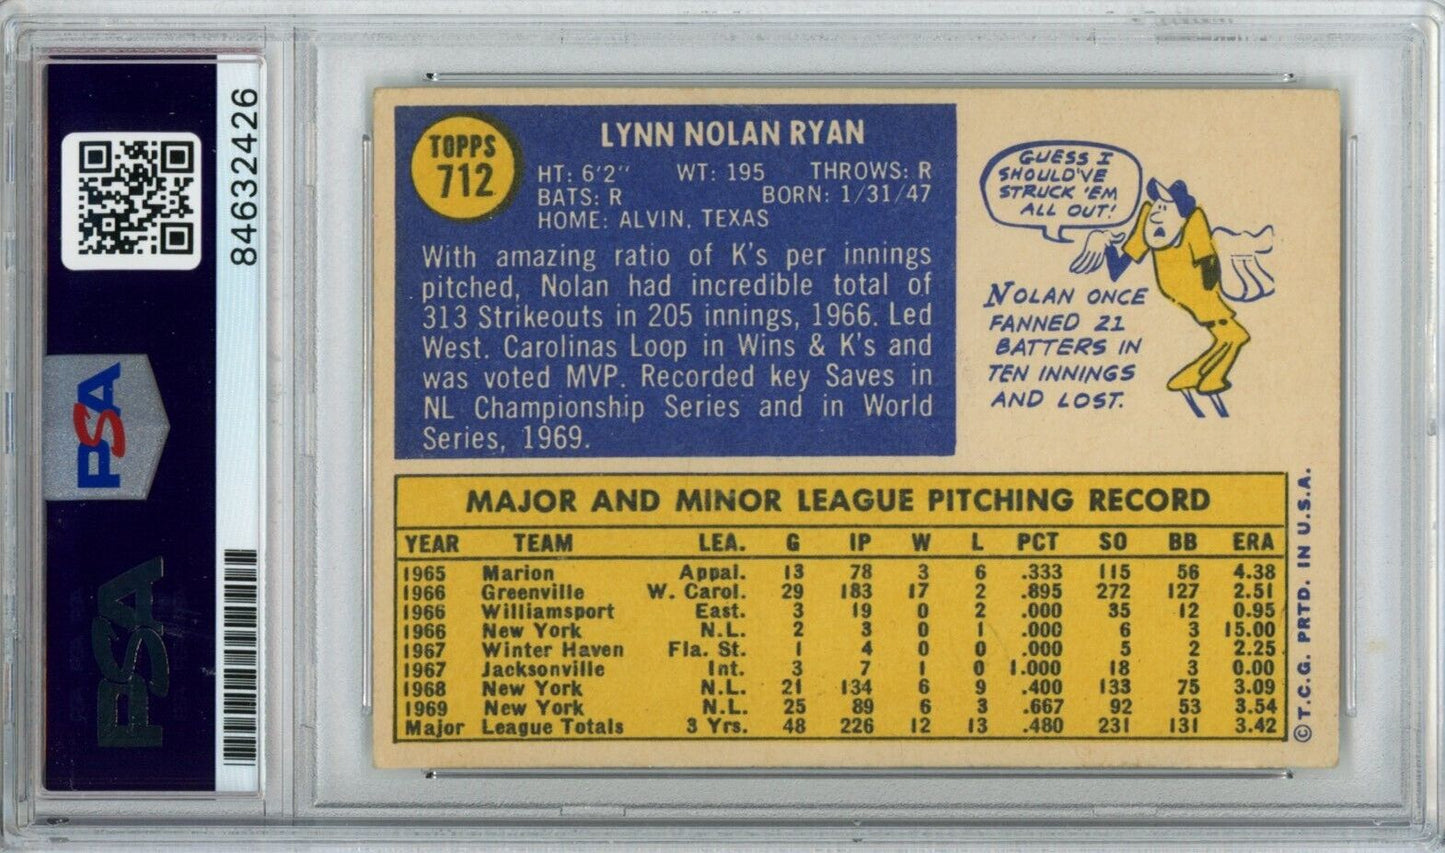 84632426
PSA
PSA
TOPPS
712
LYNN NOLAN RYAN
HT: 6'2" WT: 195 THROWS: R
BATS: R BORN: 1/31/47
HOME: ALVIN, TEXAS
With amazing ratio of K's per innings
pitched, Nolan had incredible total of
313 Strikeouts in 205 innings, 1966. Led
West. Carolinas Loop in Wins & K's and
was voted MVP. Recorded key Saves in
NL Championship Series and in World
Series, 1969.
GUESS I
SHOULD'VE
STRUCK 'EM
ALL OUT!
NOLAN ONCE
FANNED 21
BATTERS IN
TEN INNINGS
AND LOST.
MAJOR AND MINOR LEAGUE PITCHING RECORD
YEAR TEAM LEA. G IP W L PCT SO BB ERA
1965 Marion Appal. 13 78 3 6 .333 115 56 4.38
1966 Greenville W. Carol. 29 183 17 2 .895 272 127 2.51
1966 Williamsport East. 3 19 0 2 .000 35 12 0.95
1966 New York N.L. 2 3 0 1 .000 6 3 15.00
1967 Winter Haven Fla. St. 1 4 0 0 .000 5 2 2.25
1967 Jacksonville Int. 3 7 1 0 1.000 18 3 0.00
1968 New York N.L. 21 134 6 9 .400 133 75 3.09
1969 New York N.L. 25 89 6 3 .667 92 53 3.54
Major League Totals 3 Yrs. 48 226 12 13 .480 231 131 3.42
© T.C.G. PRTD. IN U.S.A.